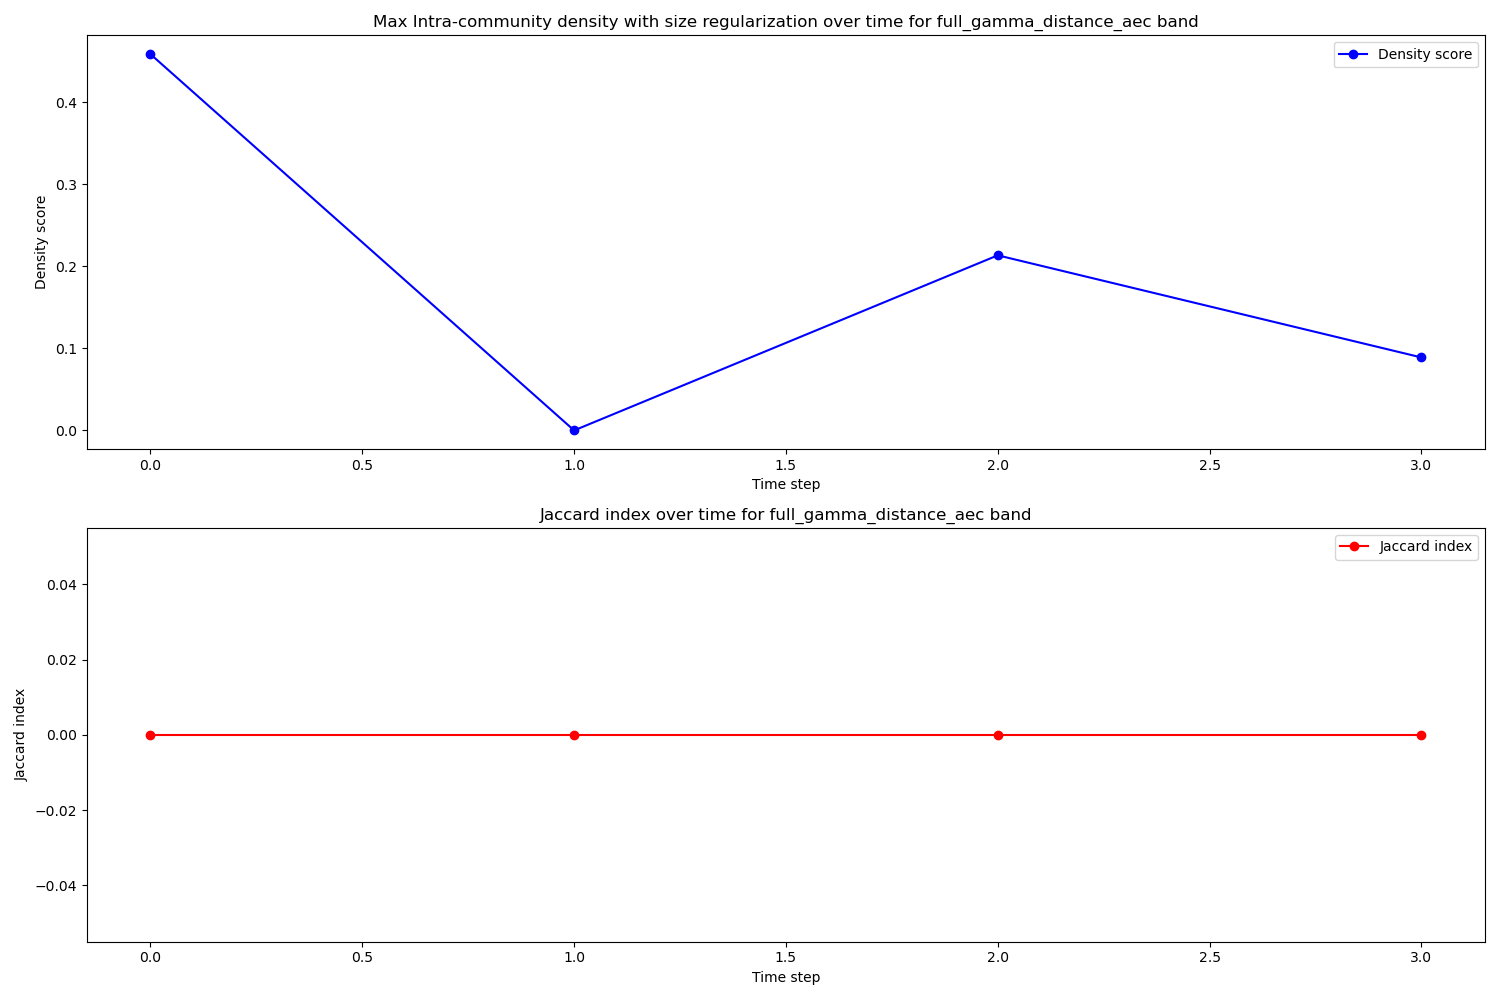 Max Intra-community density with size regularization over time for full_gamma_distance_aec band
Density score
0.4
0.3
0.2
0.1
0.0
Density score
0.0 0.5 1.0 1.5 2.0 2.5 3.0
Time step
Jaccard index over time for full_gamma_distance_aec band
Jaccard index
0.04
0.02
0.00
−0.02
−0.04
Jaccard index
0.0 0.5 1.0 1.5 2.0 2.5 3.0
Time step